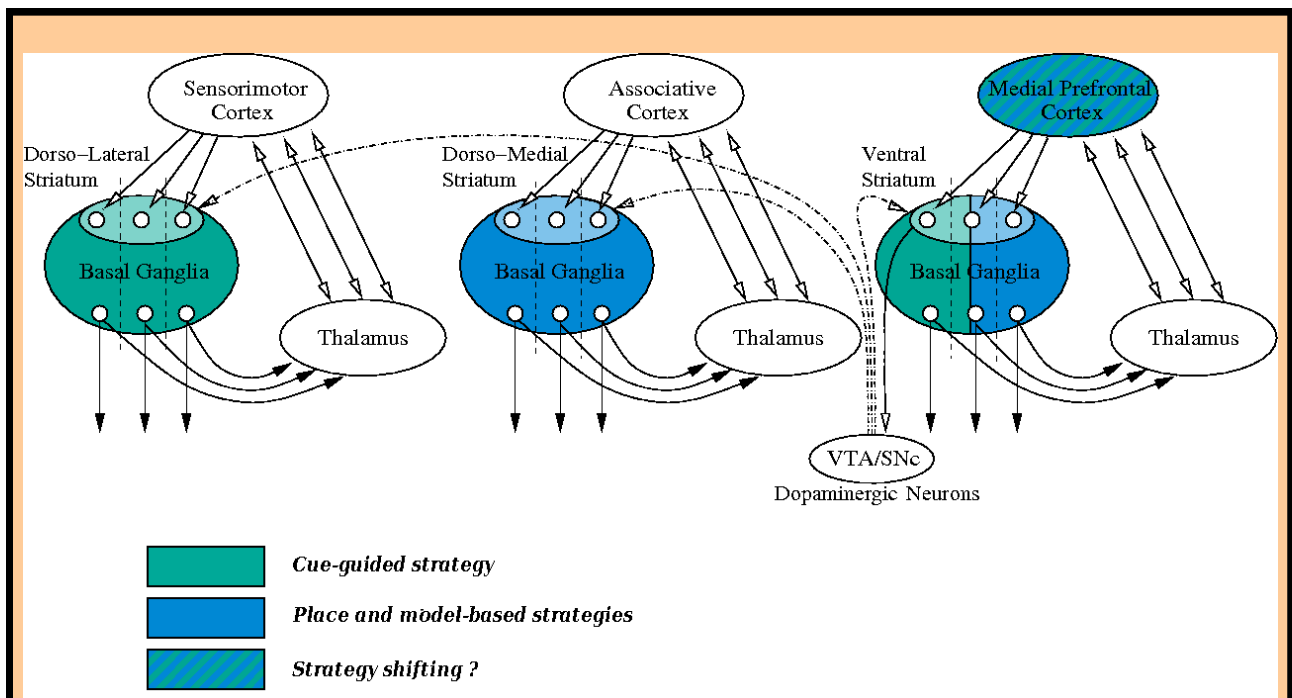 Sensorimotor
Cortex
Dorso–Lateral
Striatum
Basal Ganglia
Thalamus
Associative
Cortex
Dorso–Medial
Striatum
Basal Ganglia
Thalamus
Medial Prefrontal
Cortex
Ventral
Striatum
Basal Ganglia
Thalamus
VTA/SNc
Dopaminergic Neurons
Cue-guided strategy
Place and model-based strategies
Strategy shifting ?